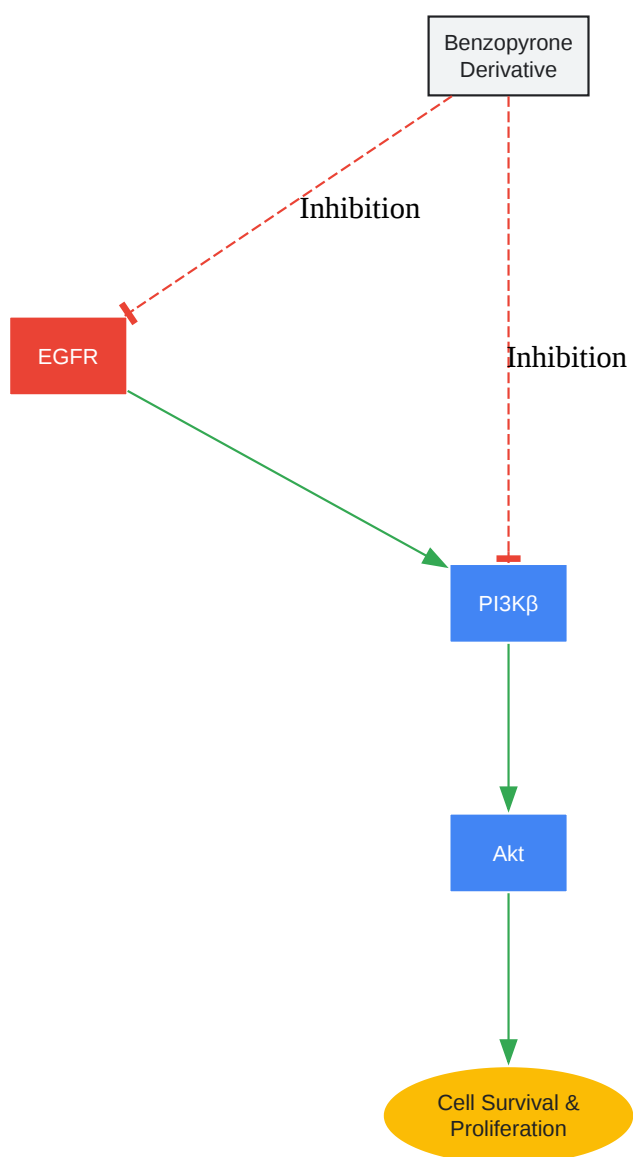 Benzopyrone
Derivative
Inhibition
EGFR
Inhibition
PI3Kβ
Akt
Cell Survival &
Proliferation